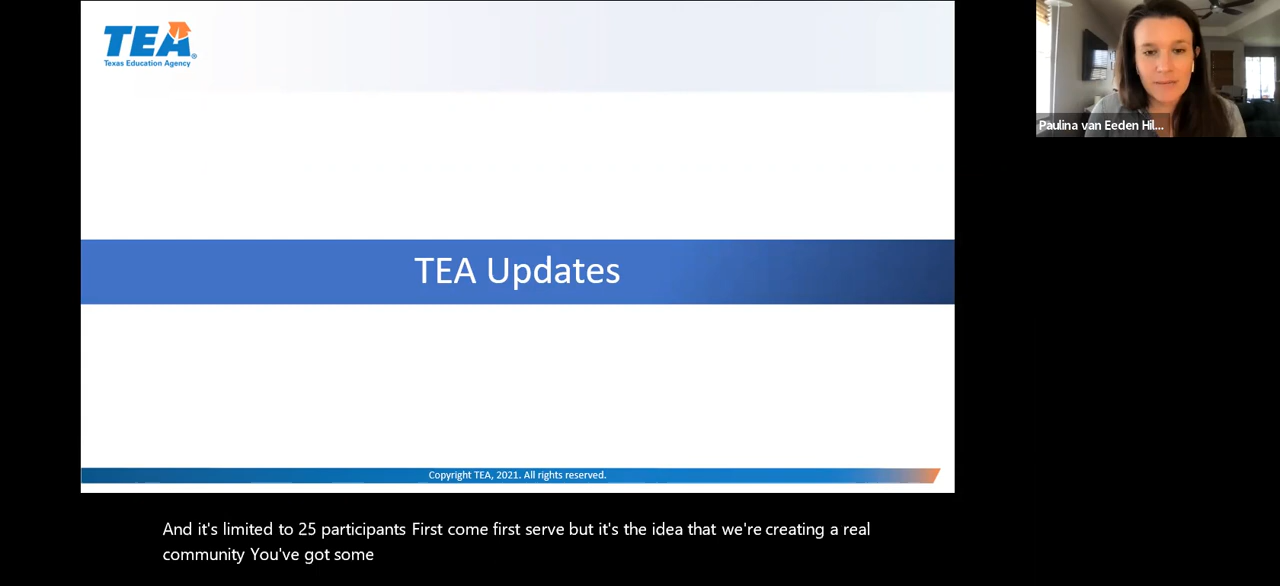 TEA
Texas Education Agency
Paulina van Eeden Hil...
TEA Updates
Copyright TEA, 2021. All rights reserved.
And it's limited to 25 participants First come first serve but it's the idea that we're creating a real
community You've got some